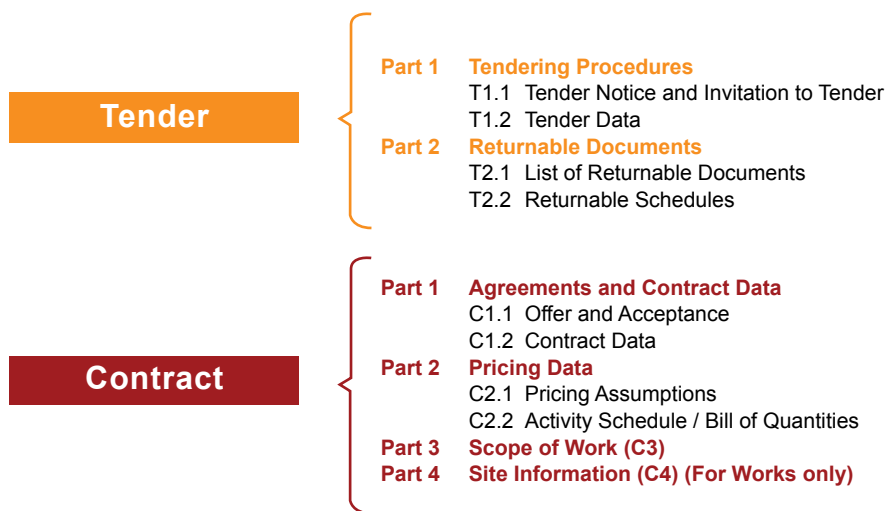 Tender
Part 1 Tendering Procedures
T1.1 Tender Notice and Invitation to Tender
T1.2 Tender Data
Part 2 Returnable Documents
T2.1 List of Returnable Documents
T2.2 Returnable Schedules
Contract
Part 1 Agreements and Contract Data
C1.1 Offer and Acceptance
C1.2 Contract Data
Part 2 Pricing Data
C2.1 Pricing Assumptions
C2.2 Activity Schedule / Bill of Quantities
Part 3 Scope of Work (C3)
Part 4 Site Information (C4) (For Works only)